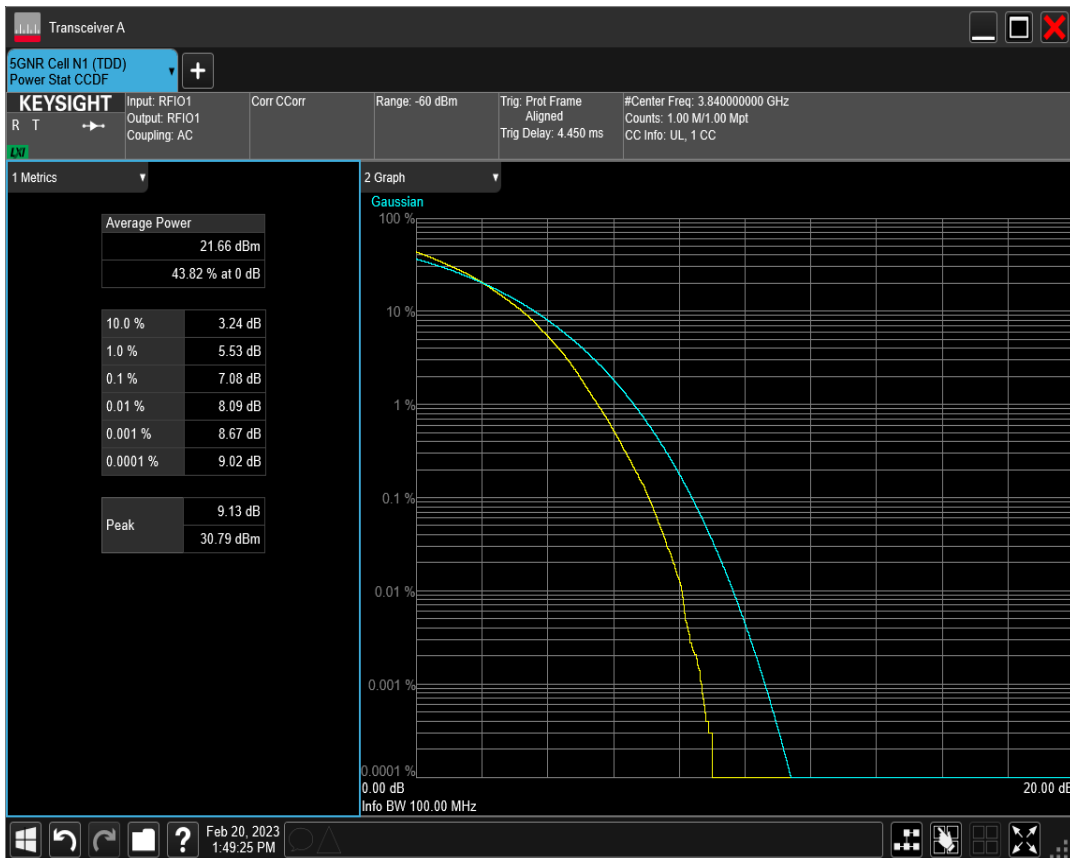 Transceiver A
5GNR Cell N1 (TDD)
Power Stat CCDF
KEYSIGHT
R T
LXI
Input: RFIO1
Output: RFIO1
Coupling: AC
Corr CCorr
Range: -60 dBm
Trig: Prot Frame
Aligned
Trig Delay: 4.450 ms
#Center Freq: 3.840000000 GHz
Counts: 1.00 M/1.00 Mpt
CC Info: UL, 1 CC
1 Metrics
Average Power
21.66 dBm
43.82 % at 0 dB
10.0 % 3.24 dB
1.0 % 5.53 dB
0.1 % 7.08 dB
0.01 % 8.09 dB
0.001 % 8.67 dB
0.0001 % 9.02 dB
Peak 9.13 dB
30.79 dBm
2 Graph
Gaussian
100 %
10 %
1 %
0.1 %
0.01 %
0.001 %
0.0001 %
0.00 dB 20.00 dB
Info BW 100.00 MHz
? Feb 20, 2023
1:49:25 PM